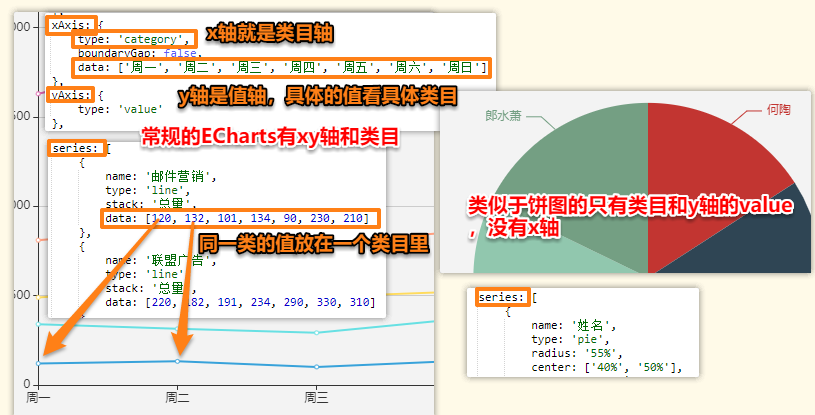 000
xAxis: {
type: 'category',
x轴就是类目轴
boundaryGap: false,
data: ['周一', '周二', '周三', '周四', '周五', '周六', '周日']
},
yAxis: {
y轴是值轴，具体的值看具体类目
type: 'value'
},
500
常规的ECharts有xy轴和类目
series: [
{
name: '邮件营销',
type: 'line',
stack: '总量',
data: [120, 132, 101, 134, 90, 230, 210]
},
同一类的值放在一个类目里
{
name: '联盟广告',
type: 'line'
stack: '总量',
data: [220, 182, 191, 234, 290, 330, 310]
000
500
0
周一
周二
周三
郎水萧
何陶
类似于饼图的只有类目和y轴的value
，没有x轴
series: [
{
name: '姓名',
type: 'pie',
radius: '55%',
center: ['40%', '50%'],